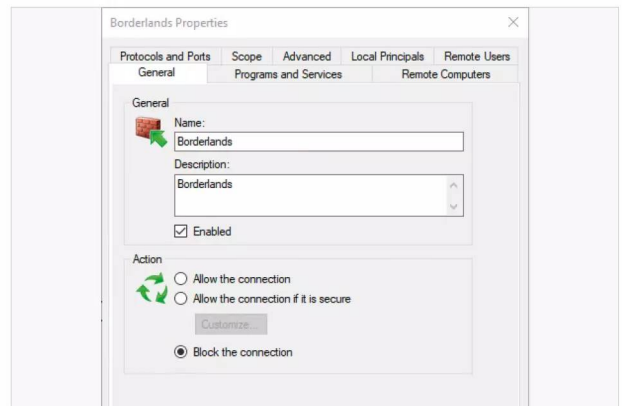 Borderlands Properties
Protocols and Ports Scope Advanced Local Principals Remote Users
General Programs and Services Remote Computers
General
Name:
Borderlands
Description:
Borderlands
Enabled
Action
Allow the connection
Allow the connection if it is secure
Customize...
Block the connection